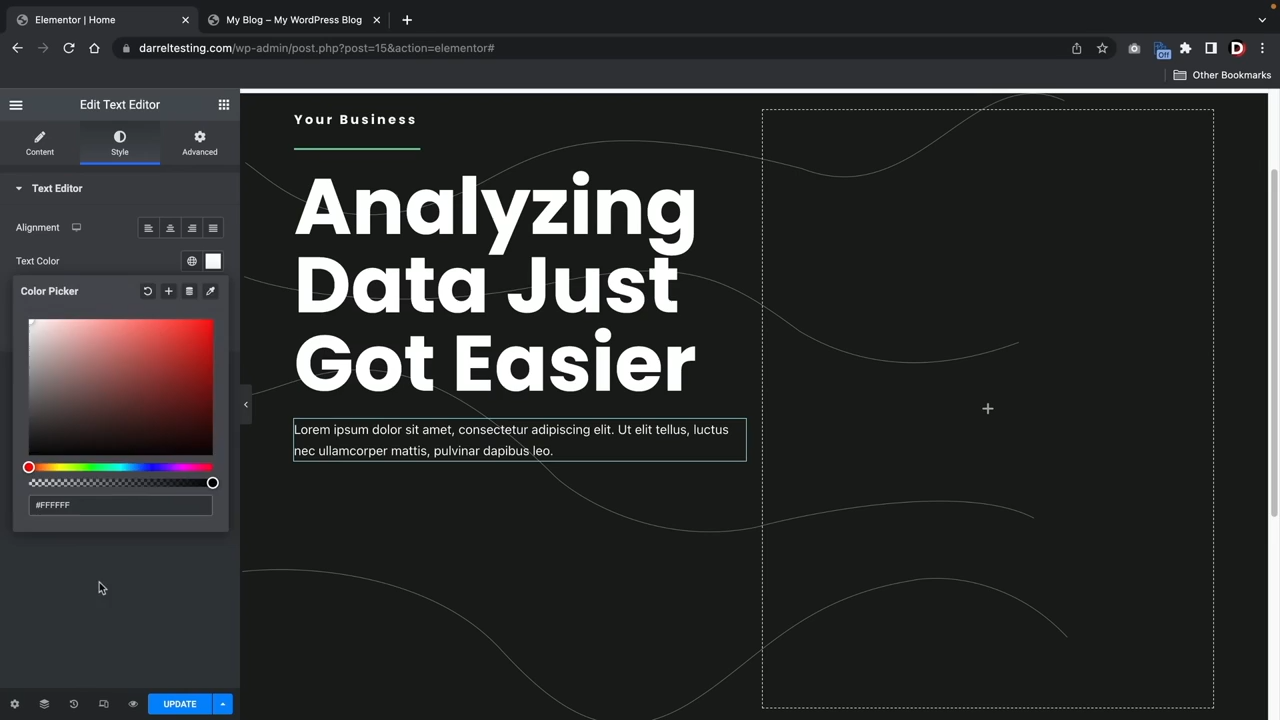 Elementor | Home
My Blog – My WordPress Blog
darreltesting.com/wp-admin/post.php?post=15&action=elementor#
Off
D
Other Bookmarks
Edit Text Editor
Content
Style
Advanced
Text Editor
Alignment
Text Color
Color Picker
#FFFFFF
UPDATE
Your Business
Analyzing
Data Just
Got Easier
Lorem ipsum dolor sit amet, consectetur adipiscing elit. Ut elit tellus, luctus
nec ullamcorper mattis, pulvinar dapibus leo.